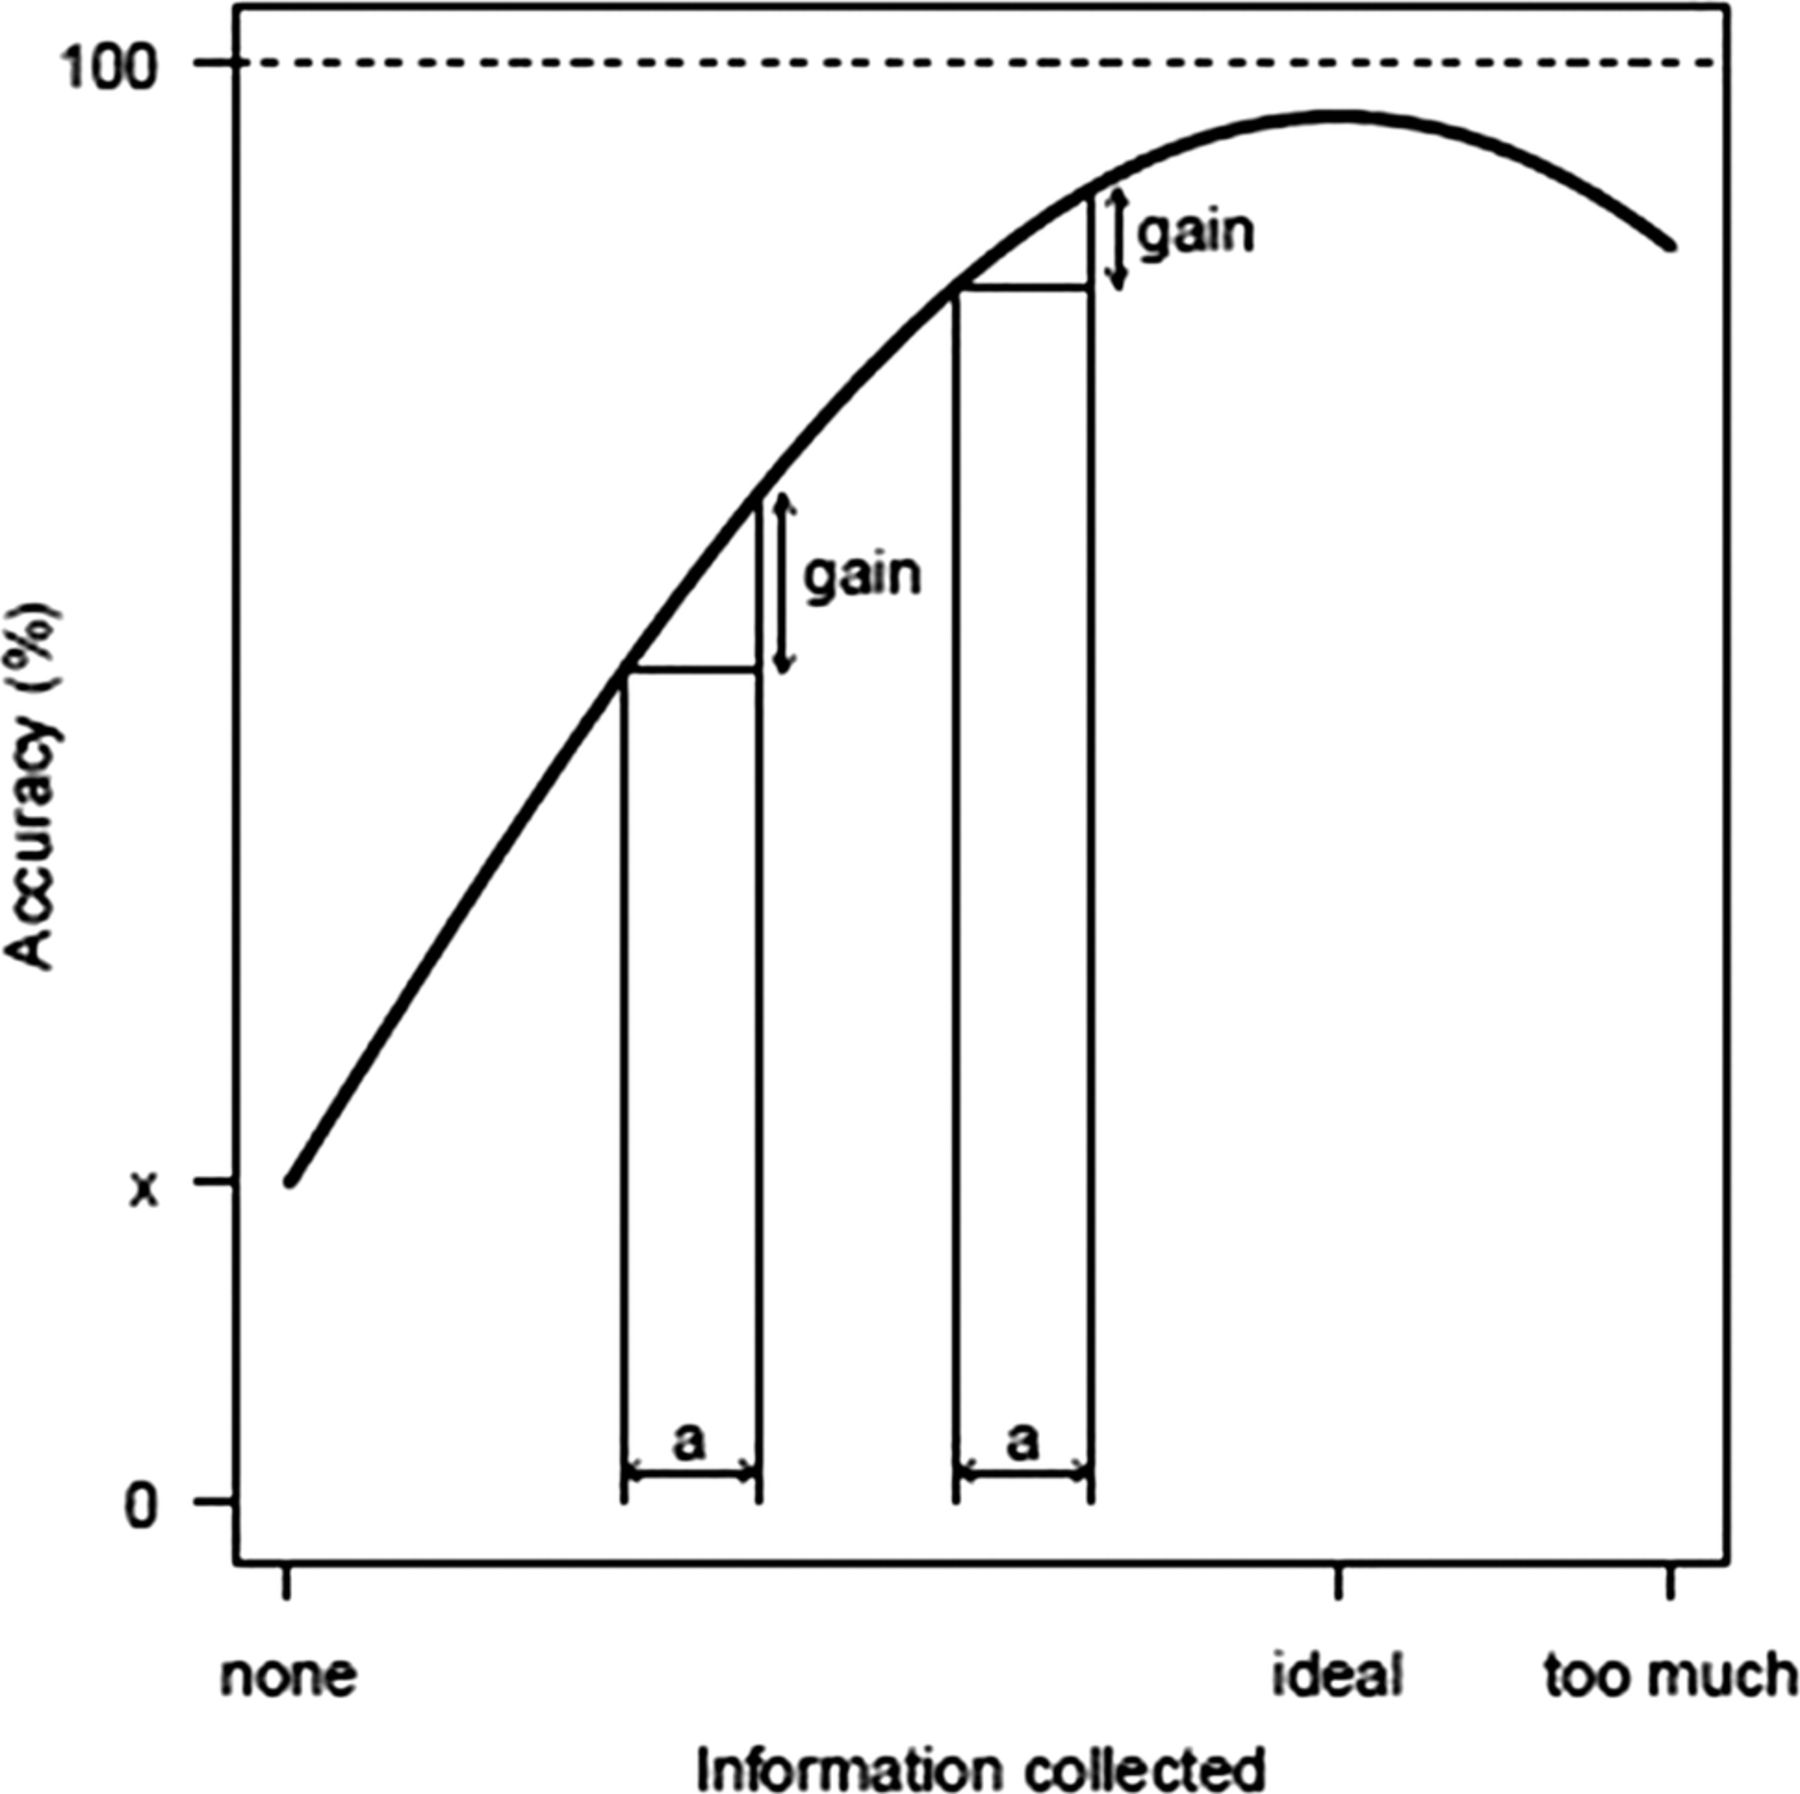 100
gain
gain
Accuracy (%)
x
a
a
0
none
ideal
too much
Information collected